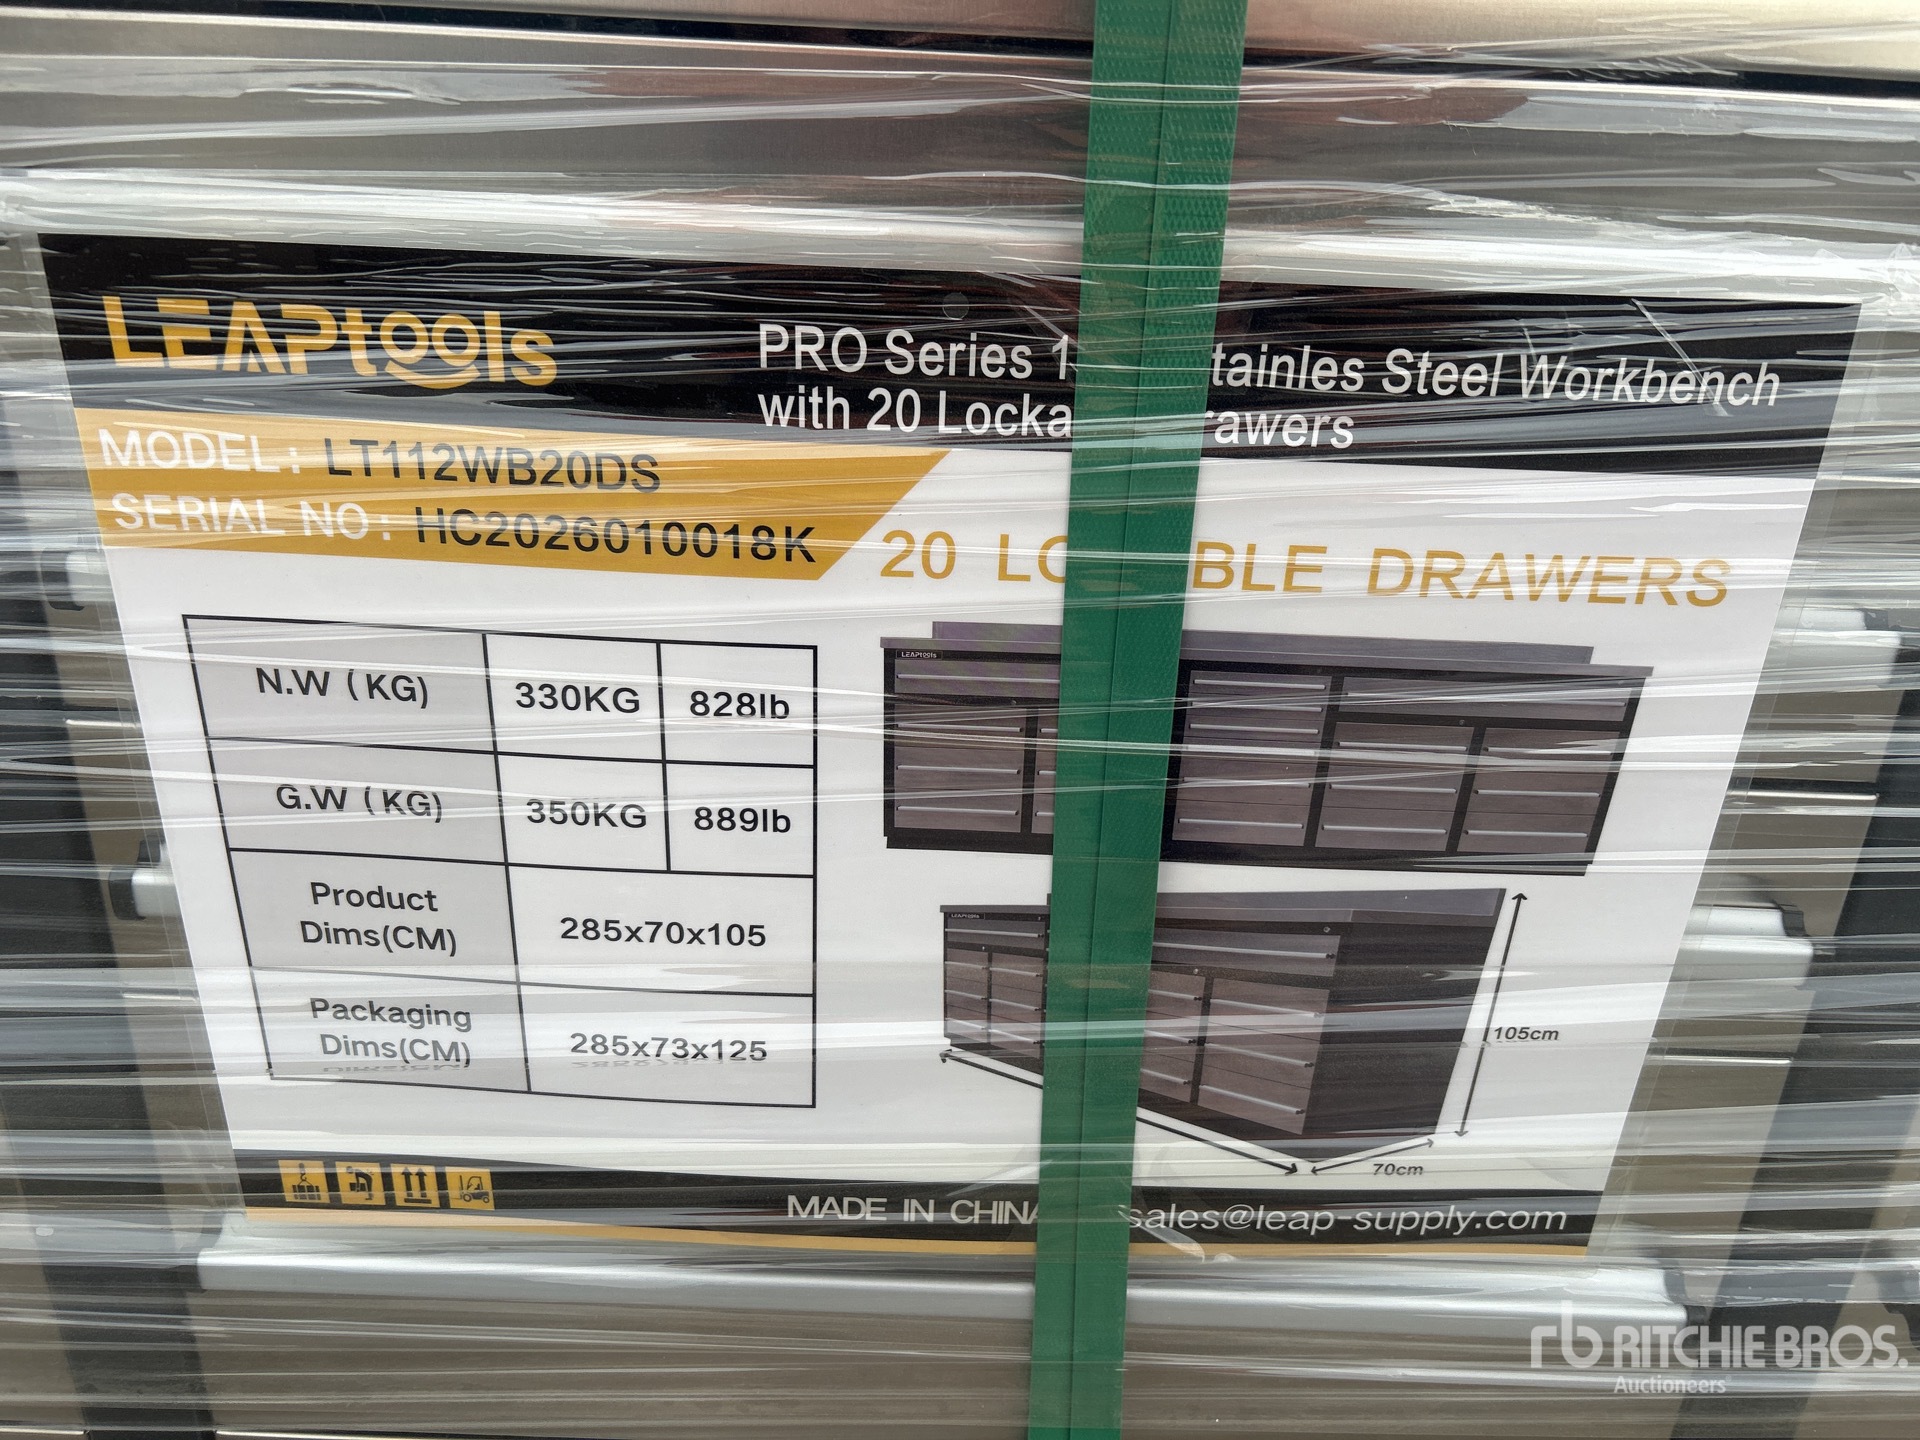 LEAPtools
PRO Series 1 tainles Steel Workbench
with 20 Locka rawers
MODEL: LT112WB20DS
SERIAL NO: HC2026010018K
20 LO BLE DRAWERS
N.W (KG) 330KG 828lb
G.W (KG) 350KG 889lb
Product Dims(CM) 285x70x105
Packaging Dims(CM) 285x73x125
LEAPtools
LEAPtools
105cm
70cm
MADE IN CHINA sales@leap-supply.com
rb RITCHIE BROS.
Auctioneers